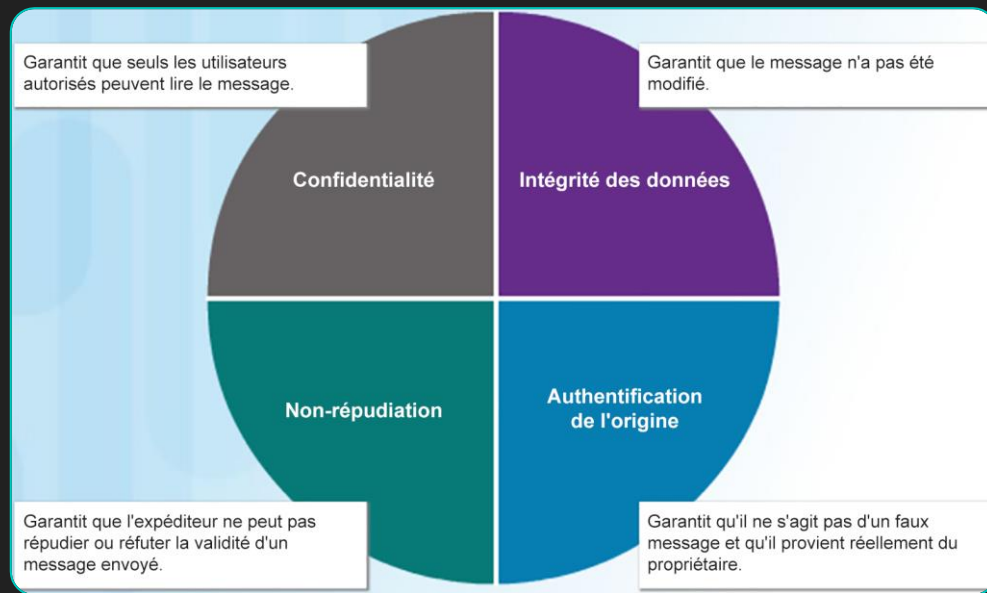 Garantit que seuls les utilisateurs
autorisés peuvent lire le message.
Garantit que le message n'a pas été
modifié.
Confidentialité
Intégrité des données
Non-répudiation
Authentification
de l'origine
Garantit que l'expéditeur ne peut pas
répudier ou réfuter la validité d'un
message envoyé.
Garantit qu'il ne s'agit pas d'un faux
message et qu'il provient réellement du
propriétaire.